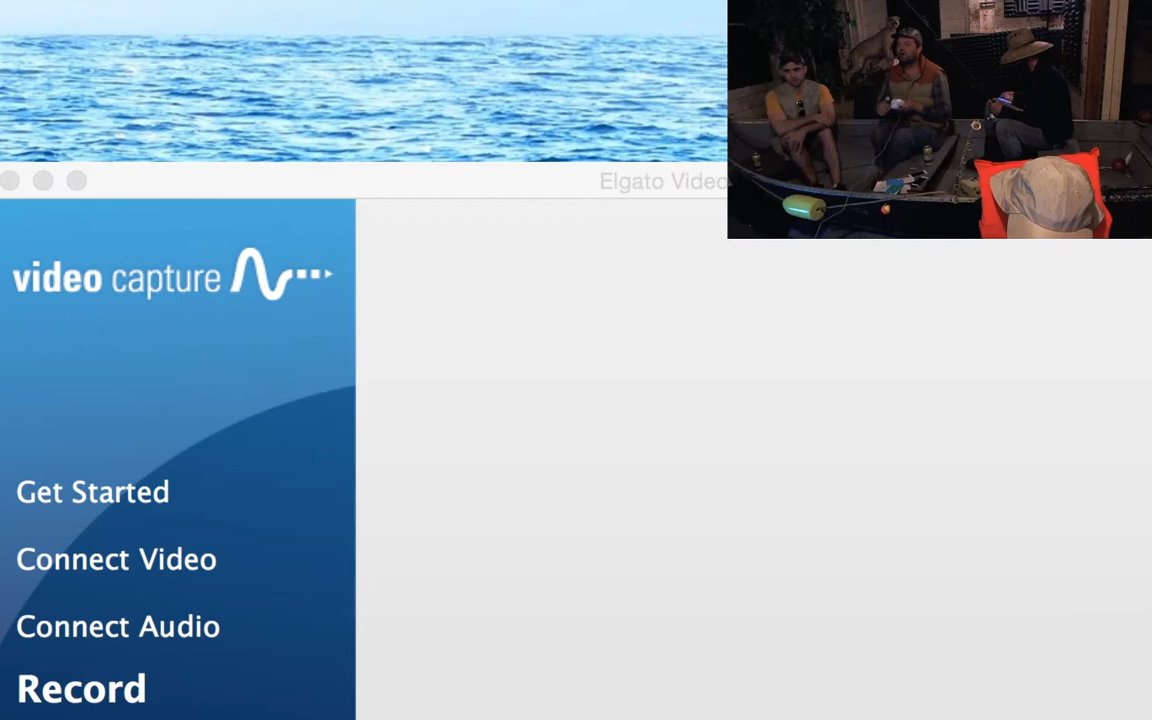 Elgato Video
video capture
Get Started
Connect Video
Connect Audio
Record